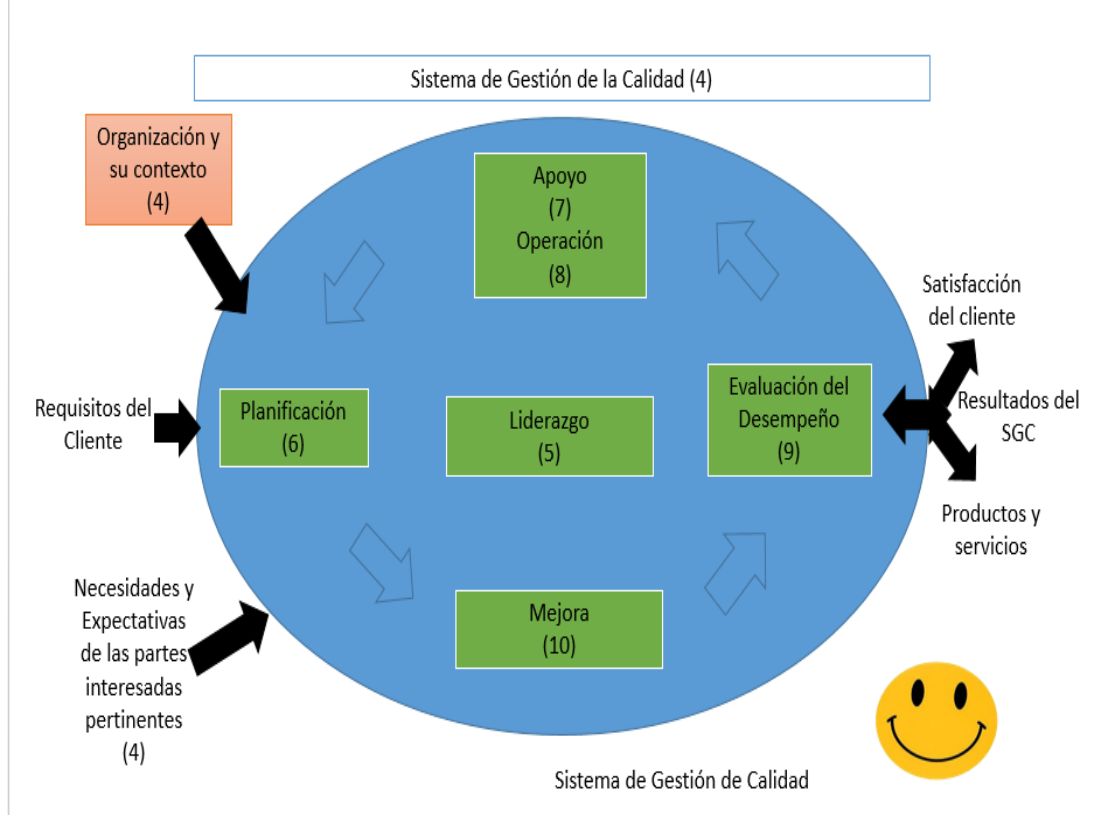 Sistema de Gestión de la Calidad (4)
Organización y
su contexto
(4)
Apoyo
(7)
Operación
(8)
Satisfacción
del cliente
Requisitos del
Cliente
Planificación
(6)
Liderazgo
(5)
Evaluación del
Desempeño
(9)
Resultados del
SGC
Productos y
servicios
Necesidades y
Expectativas
de las partes
interesadas
pertinentes
(4)
Mejora
(10)
Sistema de Gestión de Calidad